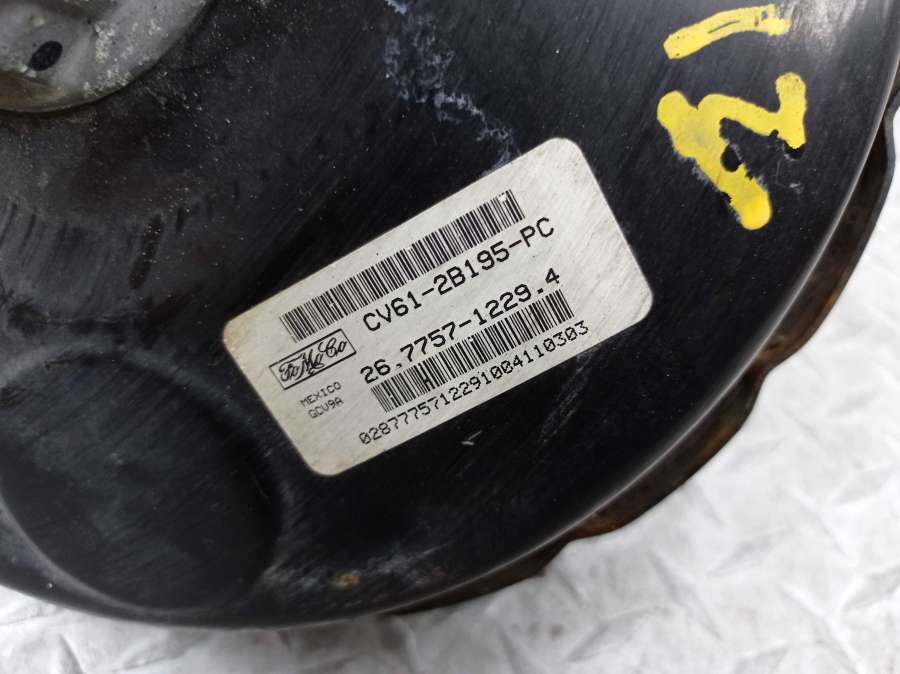 CV61-2B195-PC
FoMoCo
26.7757-1229.4
MEXICO
GCV9A
0287775712291004110303